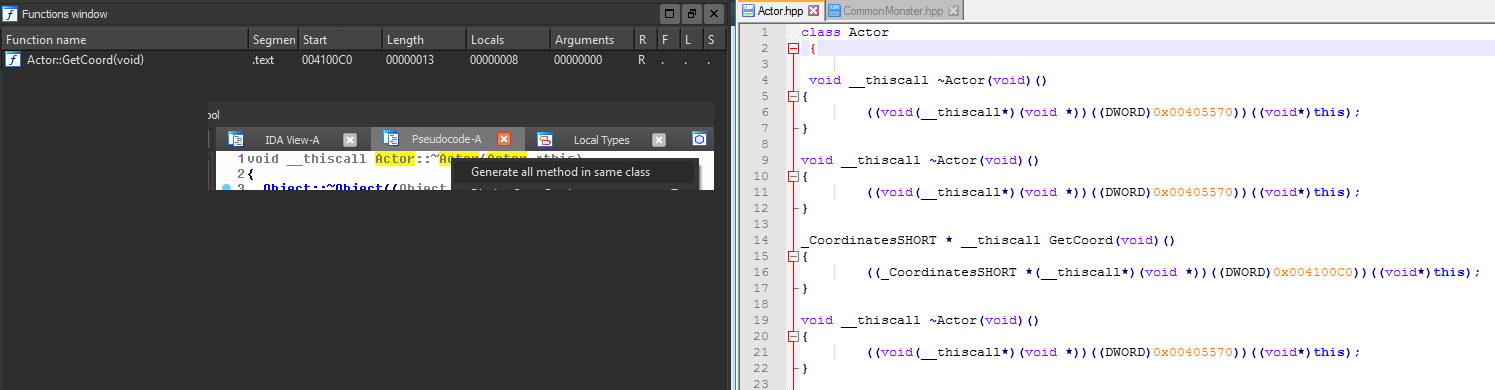 Functions window
Function name Segmen Start Length Locals Arguments R F L S
Actor::GetCoord(void) .text 004100C0 00000013 00000008 00000000 R . . .
ool
IDA View-A Pseudocode-A Local Types
1 void __thiscall Actor::~Actor(Actor *this)
2 {
3 Object::~Object((Object
Generate all method in same class
Actor.hpp CommonMonster.hpp
1 class Actor
2 {
3
4 void __thiscall ~Actor(void)()
5 {
6 ((void(__thiscall*)(void *))((DWORD)0x00405570))((void*)this);
7 }
8
9 void __thiscall ~Actor(void)()
10 {
11 ((void(__thiscall*)(void *))((DWORD)0x00405570))((void*)this);
12 }
13
14 _CoordinatesSHORT * __thiscall GetCoord(void)()
15 {
16 ((_CoordinatesSHORT *(__thiscall*)(void *))((DWORD)0x004100C0))((void*)this);
17 }
18
19 void __thiscall ~Actor(void)()
20 {
21 ((void(__thiscall*)(void *))((DWORD)0x00405570))((void*)this);
22 }
23